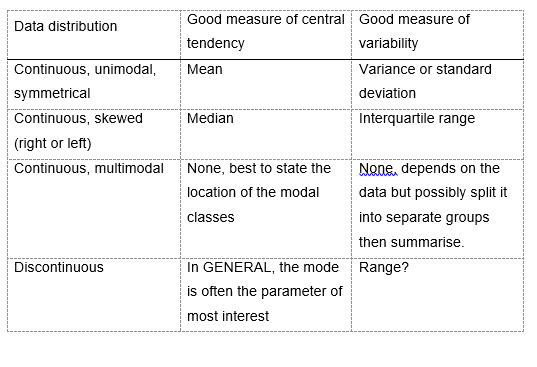 Data distribution
Good measure of central
tendency
Good measure of
variability
Continuous, unimodal,
symmetrical
Mean
Variance or standard
deviation
Continuous, skewed
(right or left)
Median
Interquartile range
Continuous, multimodal
None, best to state the
location of the modal
classes
None, depends on the
data but possibly split it
into separate groups
then summarise.
Discontinuous
In GENERAL, the mode
is often the parameter of
most interest
Range?